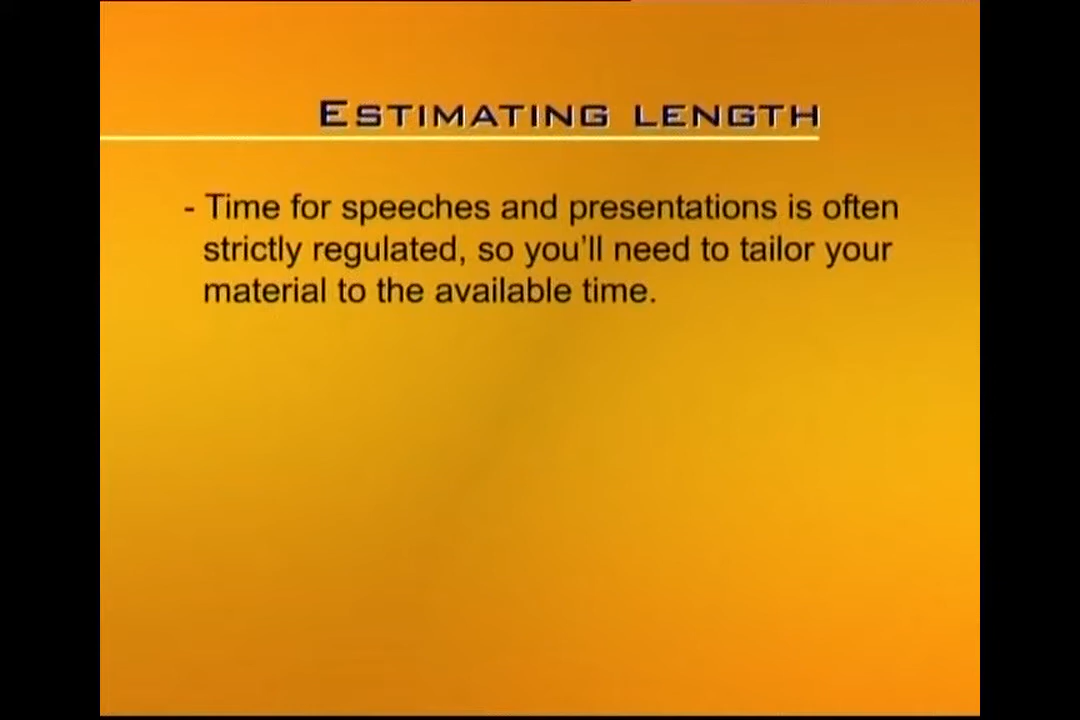 ESTIMATING LENGTH
- Time for speeches and presentations is often
strictly regulated, so you'll need to tailor your
material to the available time.